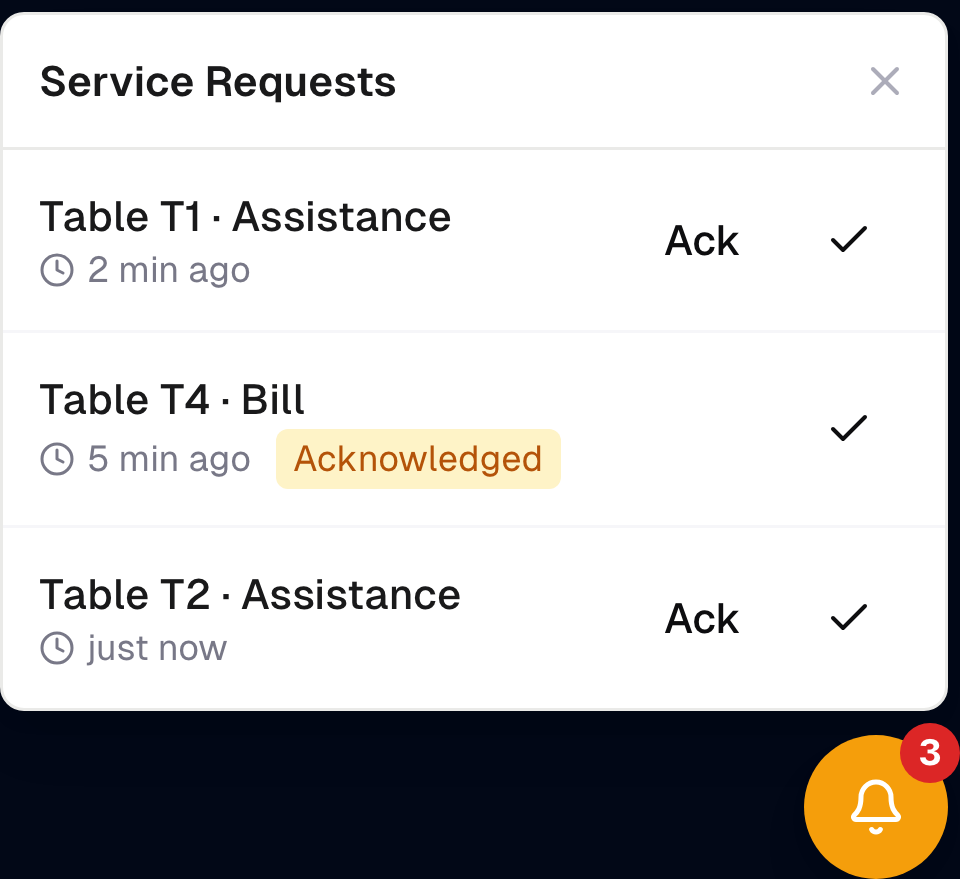 Service Requests
Table T1 · Assistance
2 min ago
Ack
Table T4 · Bill
5 min ago Acknowledged
Table T2 · Assistance
just now
Ack
3